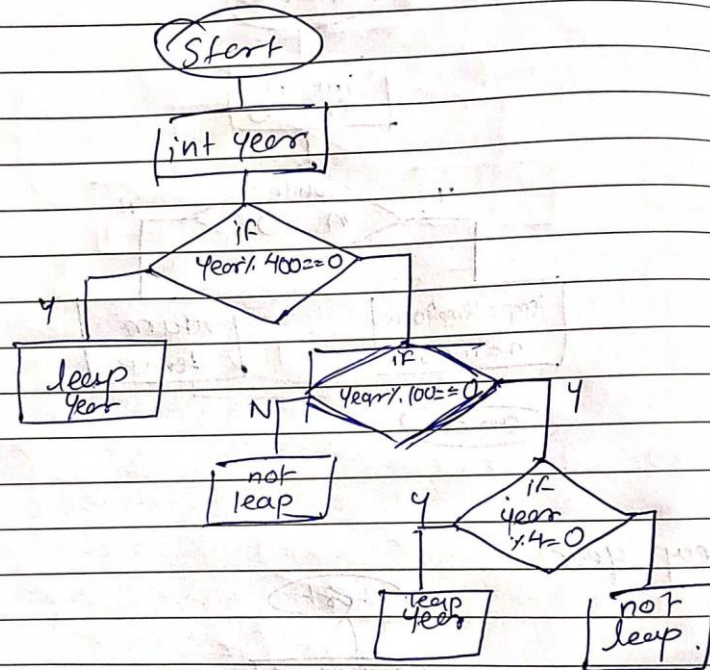 Start
int year
if
year % 400==0
Y
leap
year
if
year % 100==0
N
Y
not
leap
if
year
%4=0
Y
leap
year
not
leap.